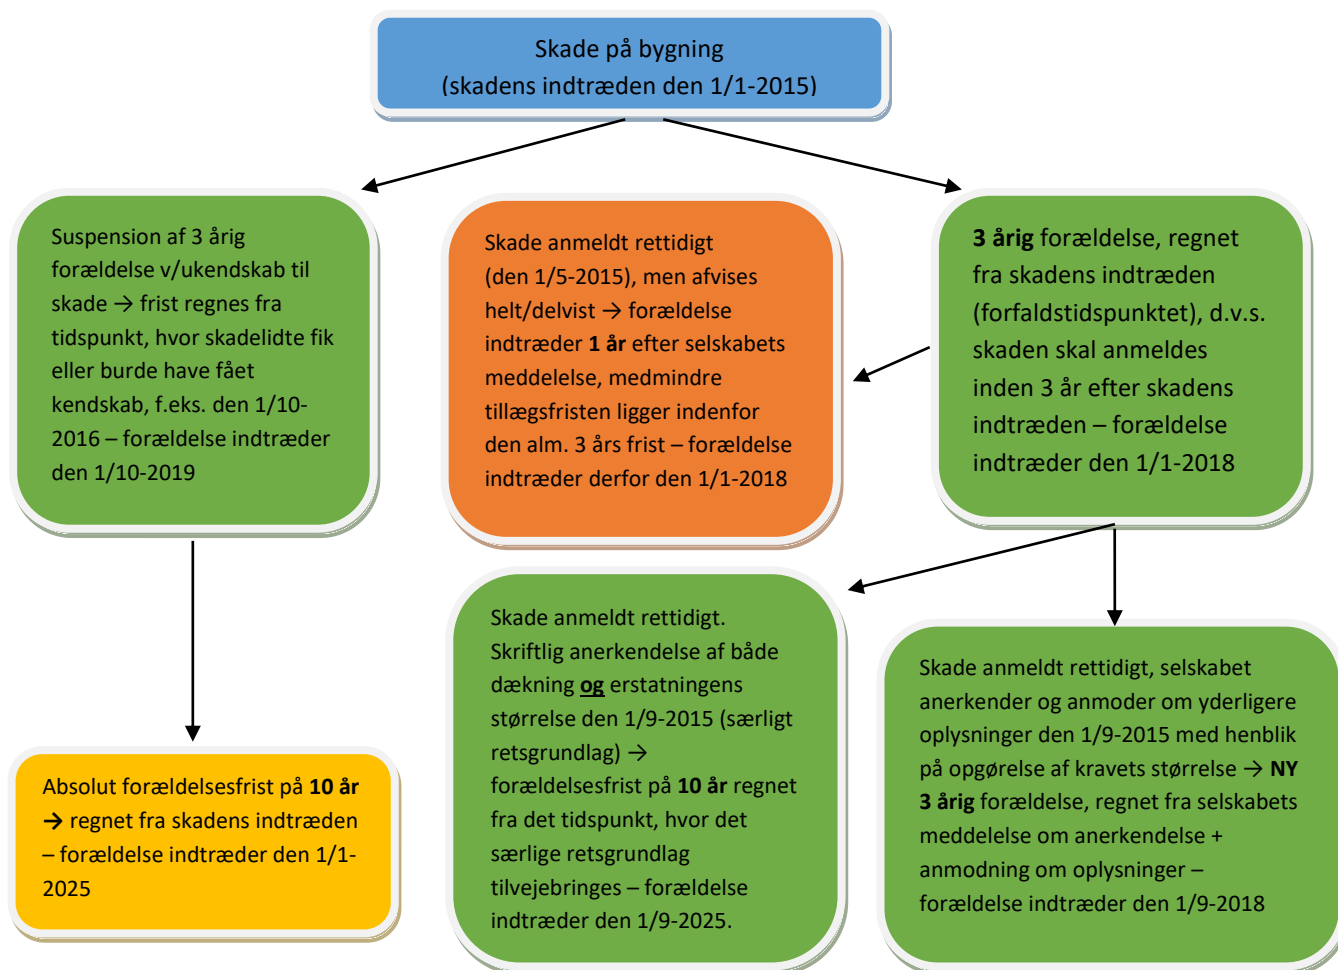 Skade på bygning
(skadens indtræden den 1/1-2015)
Suspension af 3 årig
forældelse v/ukendskab til
skade → frist regnes fra
tidspunkt, hvor skadelidte fik
eller burde have fået
kendskab, f.eks. den 1/10-
2016 – forældelse indtræder
den 1/10-2019
Skade anmeldt rettidigt
(den 1/5-2015), men afvises
helt/delvist → forældelse
indtræder 1 år efter selskabets
meddelelse, medmindre
tillægsfristen ligger indenfor
den alm. 3 års frist – forældelse
indtræder derfor den 1/1-2018
3 årig forældelse, regnet
fra skadens indtræden
(forfaldstidspunktet), d.v.s.
skaden skal anmeldes
inden 3 år efter skadens
indtræden – forældelse
indtræder den 1/1-2018
Absolut forældelsesfrist på 10 år
→ regnet fra skadens indtræden
– forældelse indtræder den 1/1-
2025
Skade anmeldt rettidigt.
Skriftlig anerkendelse af både
dækning og erstatningens
størrelse den 1/9-2015 (særligt
retsgrundlag) →
forældelsesfrist på 10 år regnet
fra det tidspunkt, hvor det
særlige retsgrundlag
tilvejebringes – forældelse
indtræder den 1/9-2025.
Skade anmeldt rettidigt, selskabet
anerkender og anmoder om yderligere
oplysninger den 1/9-2015 med henblik
på opgørelse af kravets størrelse → NY
3 årig forældelse, regnet fra selskabets
meddelelse om anerkendelse +
anmodning om oplysninger –
forældelse indtræder den 1/9-2018